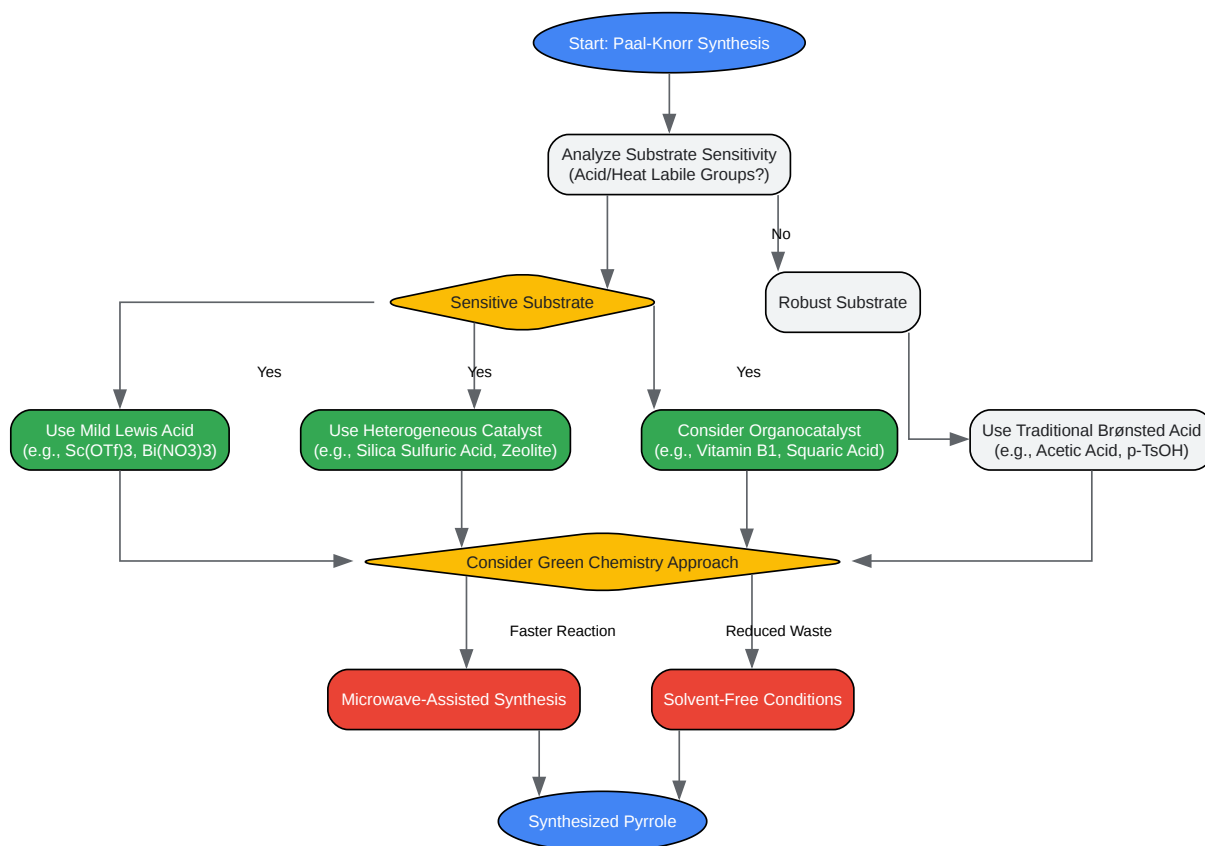 Start: Paal-Knorr Synthesis
Analyze Substrate Sensitivity
(Acid/Heat Labile Groups?)
No
Sensitive Substrate
Robust Substrate
Yes
Yes
Yes
Use Mild Lewis Acid
(e.g., Sc(OTf)3, Bi(NO3)3)
Use Heterogeneous Catalyst
(e.g., Silica Sulfuric Acid, Zeolite)
Consider Organocatalyst
(e.g., Vitamin B1, Squaric Acid)
Use Traditional Brønsted Acid
(e.g., Acetic Acid, p-TsOH)
Consider Green Chemistry Approach
Faster Reaction
Reduced Waste
Microwave-Assisted Synthesis
Solvent-Free Conditions
Synthesized Pyrrole